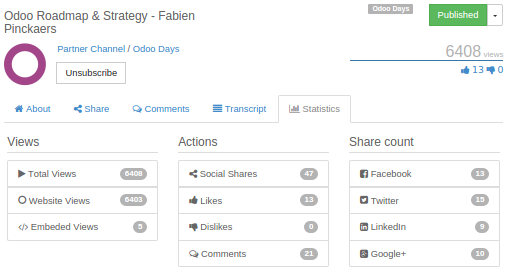 Odoo Roadmap & Strategy - Fabien
Pinckaers
Odoo Days
Published
Partner Channel / Odoo Days
Unsubscribe
6408 views
13 0
About Share Comments Transcript Statistics
Views
Total Views 6408
Website Views 6403
Embeded Views 5
Actions
Social Shares 47
Likes 13
Dislikes 0
Comments 21
Share count
Facebook 13
Twitter 15
LinkedIn 9
Google+ 10